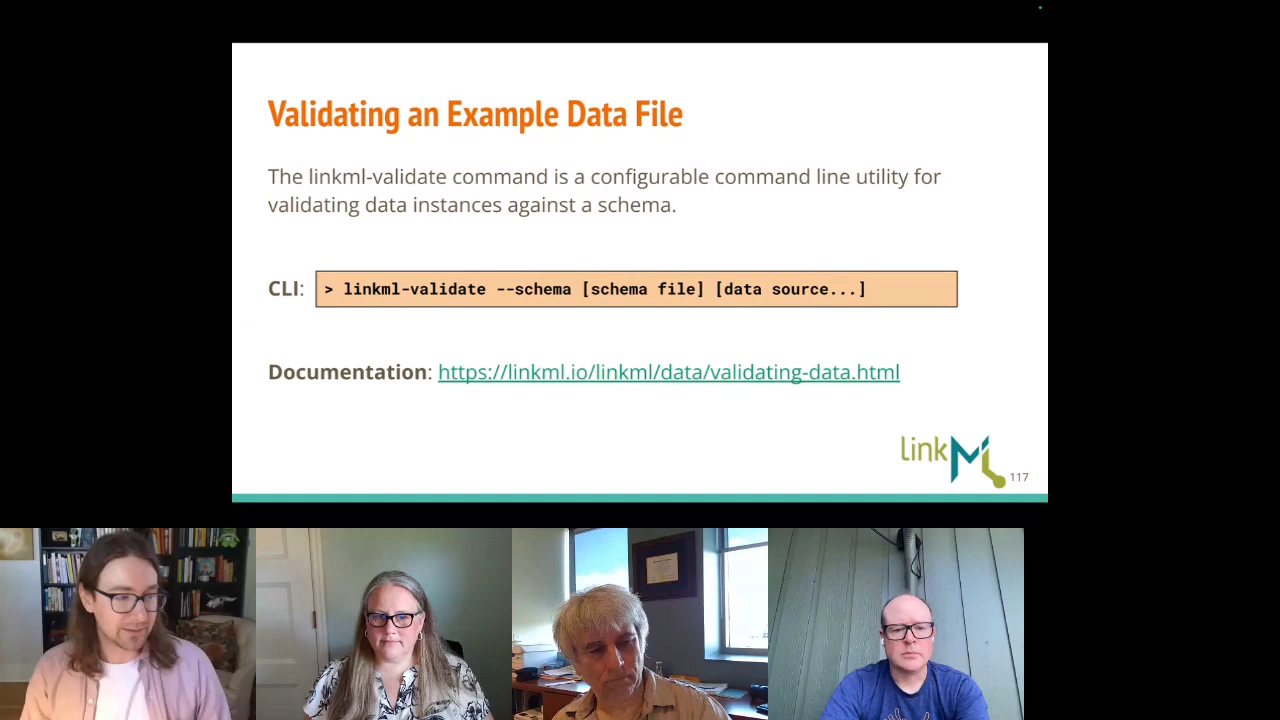 Validating an Example Data File
The linkml-validate command is a configurable command line utility for
validating data instances against a schema.
CLI: > linkml-validate --schema [schema file] [data source...]
Documentation: https://linkml.io/linkml/data/validating-data.html
link ML
117